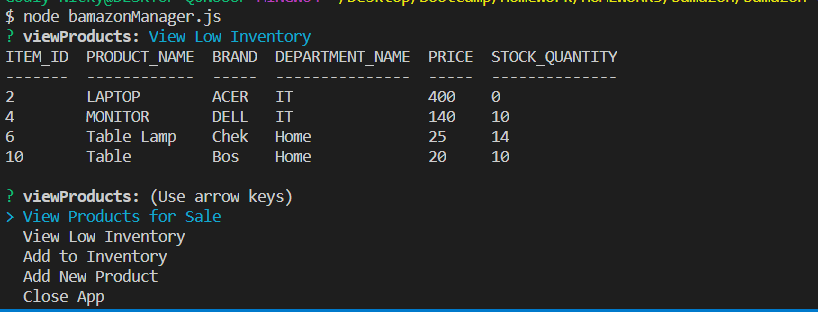 $ node bamazonManager.js
? viewProducts: View Low Inventory
ITEM_ID PRODUCT_NAME BRAND DEPARTMENT_NAME PRICE STOCK_QUANTITY
------- ------------ ----- --------------- ----- --------------
2 LAPTOP ACER IT 400 0
4 MONITOR DELL IT 140 10
6 Table Lamp Chek Home 25 14
10 Table Bos Home 20 10
? viewProducts: (Use arrow keys)
> View Products for Sale
View Low Inventory
Add to Inventory
Add New Product
Close App